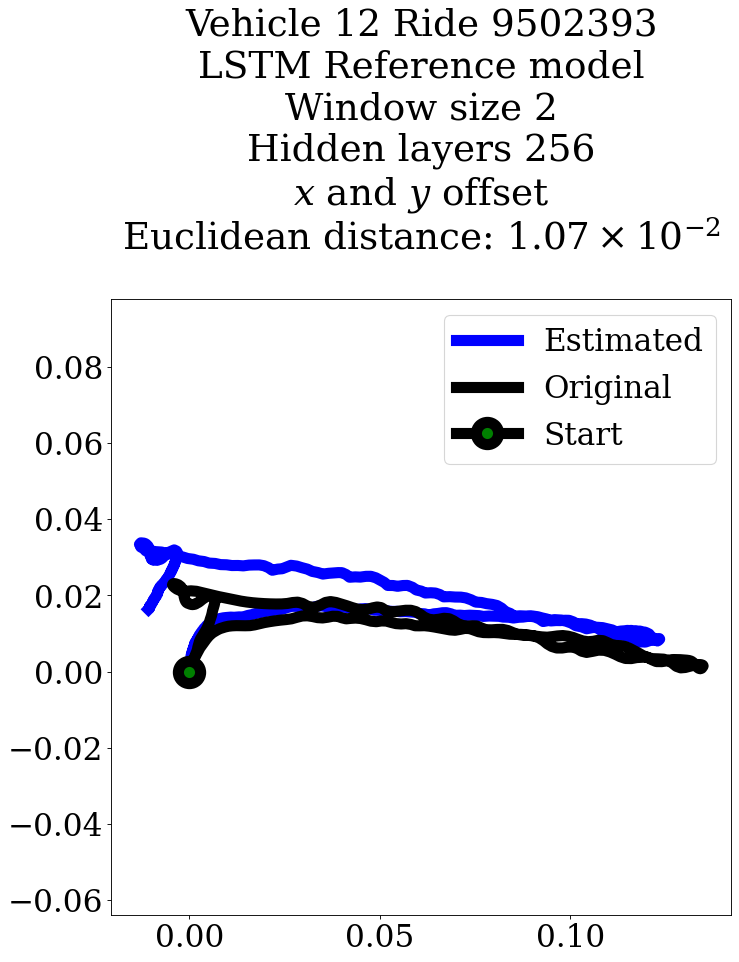 Vehicle 12 Ride 9502393
LSTM Reference model
Window size 2
Hidden layers 256
x and y offset
Euclidean distance: 1.07 × 10⁻²
Estimated
Original
Start
0.08
0.06
0.04
0.02
0.00
−0.02
−0.04
−0.06
0.00 0.05 0.10